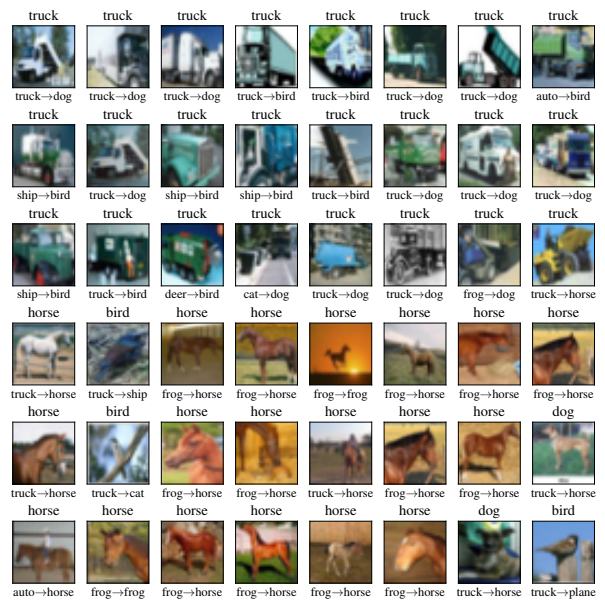 truck truck truck truck truck truck truck truck
truck→dog truck→dog truck→dog truck→bird truck→bird truck→dog truck→dog auto→bird
truck truck truck truck truck truck truck truck
ship→bird truck→dog ship→bird ship→bird truck→bird truck→dog truck→dog truck→dog
truck truck truck truck truck truck truck truck
ship→bird truck→bird deer→bird cat→dog truck→dog truck→dog frog→dog truck→horse
horse bird horse horse horse horse horse horse
truck→horse truck→ship frog→horse frog→horse frog→frog frog→horse frog→horse frog→horse
horse bird horse horse horse horse horse dog
truck→horse truck→cat frog→horse frog→horse truck→horse frog→horse frog→horse truck→horse
horse horse horse horse horse horse dog bird
auto→horse frog→frog frog→horse frog→horse frog→horse frog→horse truck→horse truck→plane